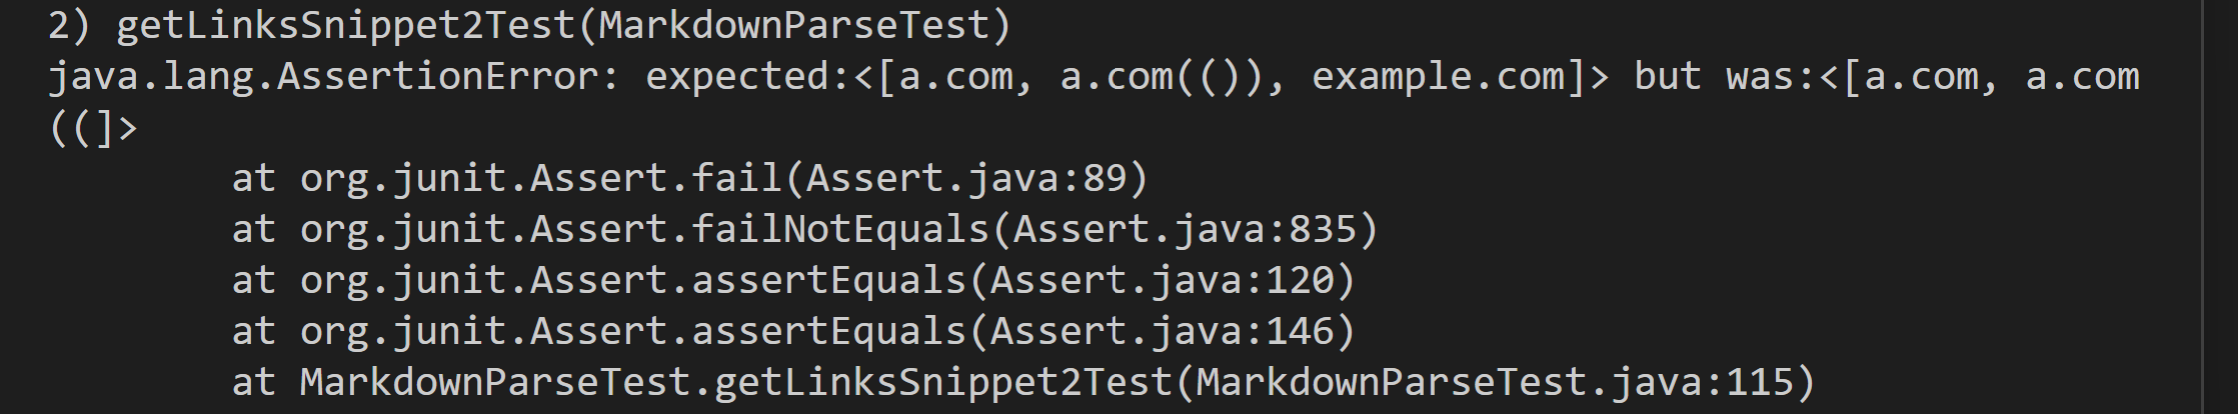 2) getLinksSnippet2Test(MarkdownParseTest)
java.lang.AssertionError: expected:<[a.com, a.com(()), example.com]> but was:<[a.com, a.com
((]>
at org.junit.Assert.fail(Assert.java:89)
at org.junit.Assert.failNotEquals(Assert.java:835)
at org.junit.Assert.assertEquals(Assert.java:120)
at org.junit.Assert.assertEquals(Assert.java:146)
at MarkdownParseTest.getLinksSnippet2Test(MarkdownParseTest.java:115)